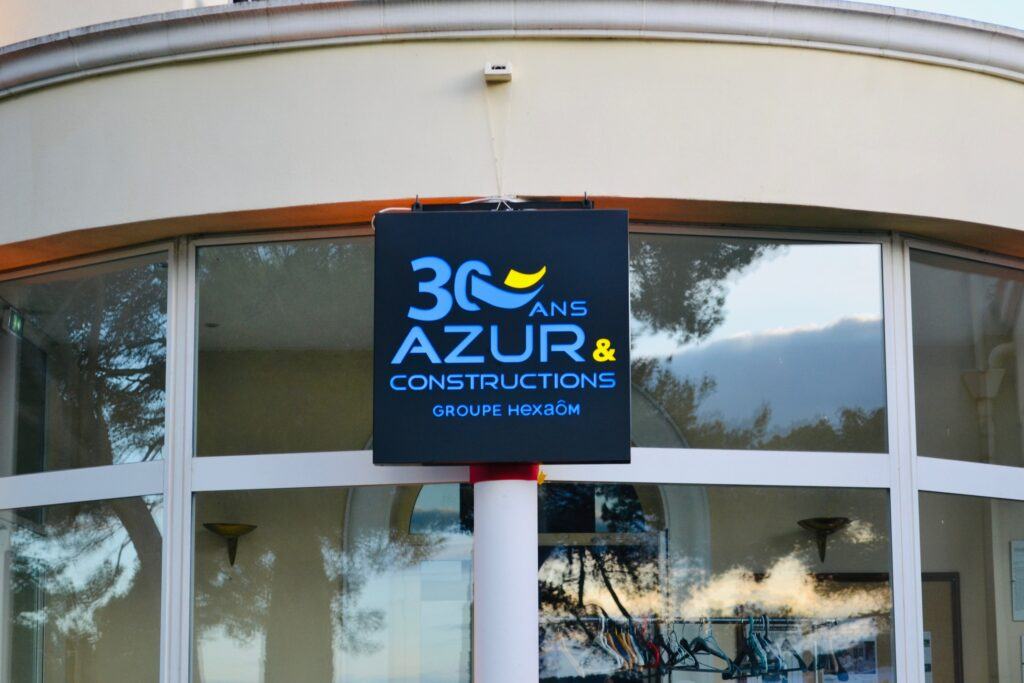 30 ANS
AZUR &
CONSTRUCTIONS
GROUPE HEXAÔM